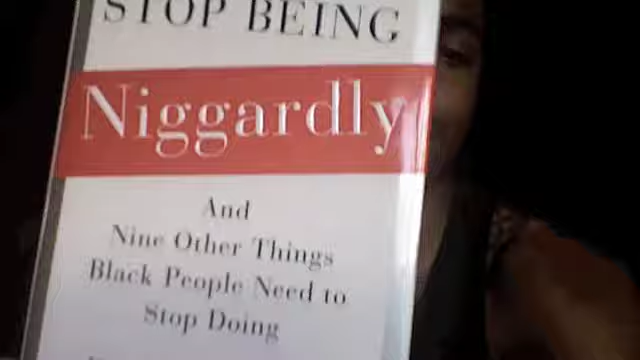 STOP BEING
Niggardly
And
Nine Other Things
Black People Need to
Stop Doing